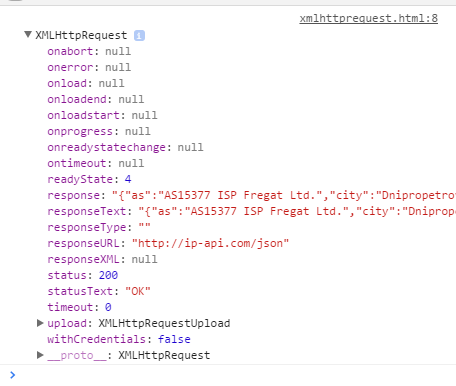 xmlhttprequest.html:8
XMLHttpRequest i
onabort: null
onerror: null
onload: null
onloadend: null
onloadstart: null
onprogress: null
onreadystatechange: null
ontimeout: null
readyState: 4
response: "{"as":"AS15377 ISP Fregat Ltd.","city":"Dnipropetro
responseText: "{"as":"AS15377 ISP Fregat Ltd.","city":"Dniprope
responseType: ""
responseURL: "http://ip-api.com/json"
responseXML: null
status: 200
statusText: "OK"
timeout: 0
upload: XMLHttpRequestUpload
withCredentials: false
__proto__: XMLHttpRequest